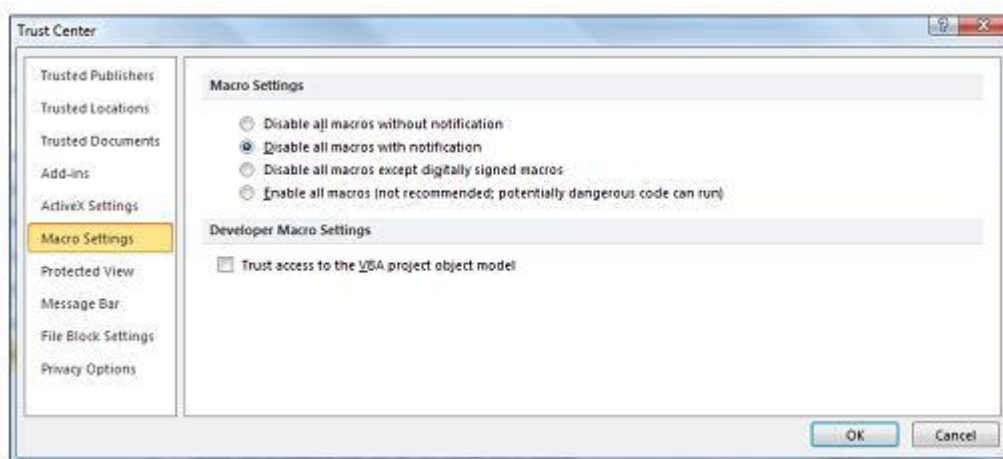 Trust Center
Trusted Publishers
Trusted Locations
Trusted Documents
Add-ins
ActiveX Settings
Macro Settings
Protected View
Message Bar
File Block Settings
Privacy Options
Macro Settings
Disable all macros without notification
Disable all macros with notification
Disable all macros except digitally signed macros
Enable all macros (not recommended; potentially dangerous code can run)
Developer Macro Settings
Trust access to the VBA project object model
OK
Cancel